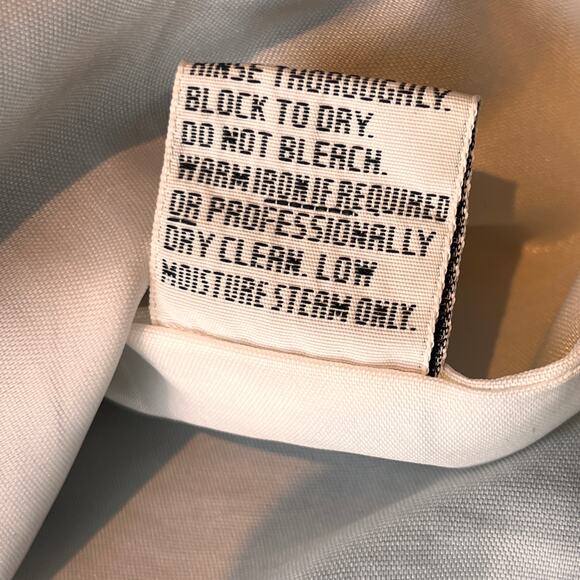 RINSE THOROUGHLY.
BLOCK TO DRY.
DO NOT BLEACH.
WARM IRON IF REQUIRED
OR PROFESSIONALLY
DRY CLEAN. LOW
MOISTURE STEAM ONLY.